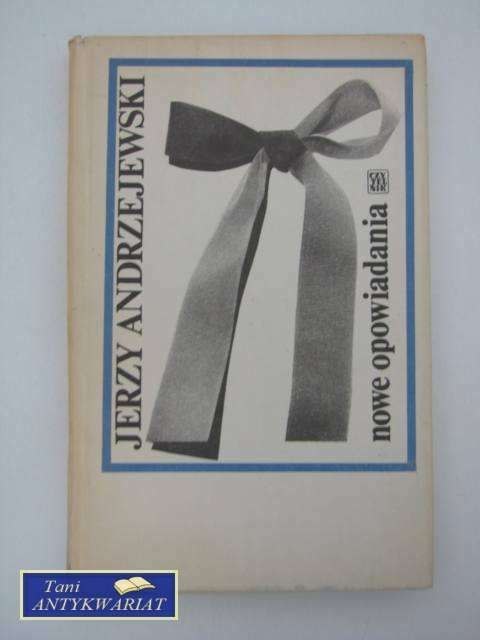 JERZY ANDRZEJEWSKI
CZY
TEL
NIK
nowe opowiadania
Tani
ANTYKWARIAT